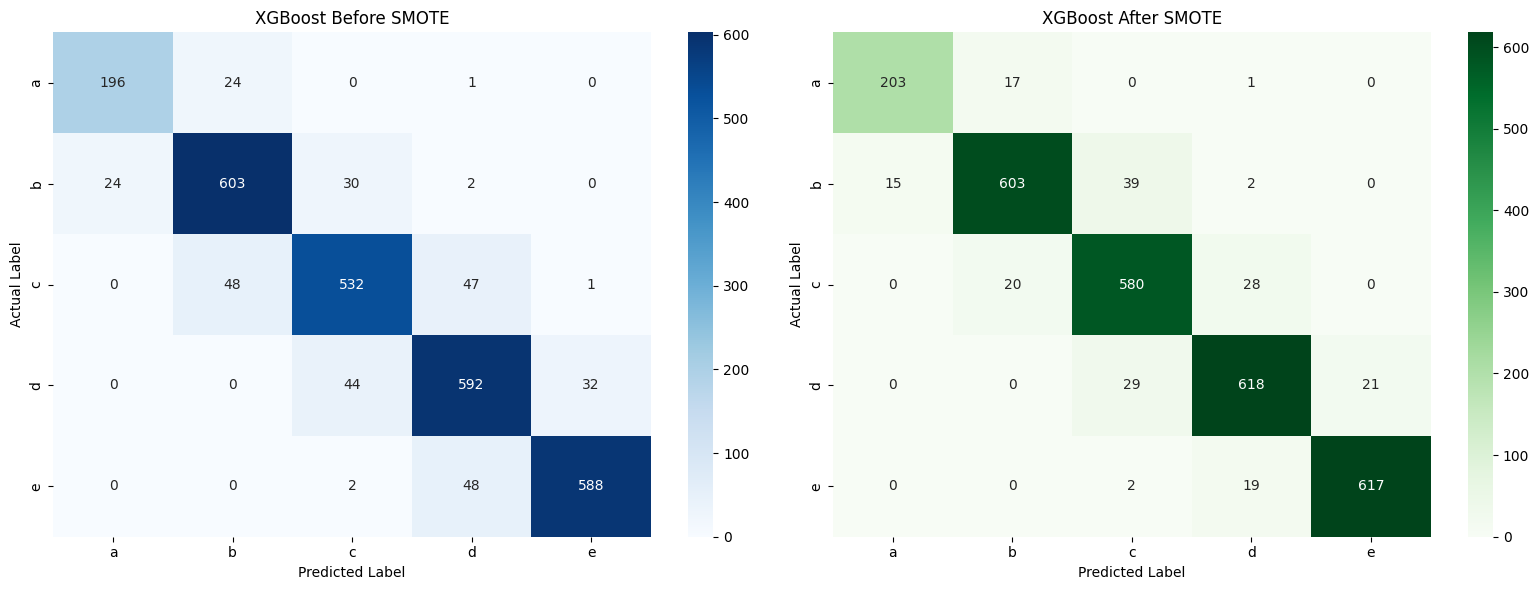 XGBoost Before SMOTE
Actual Label
a
196 24 0 1 0
b
24 603 30 2 0
c
0 48 532 47 1
d
0 0 44 592 32
e
0 0 2 48 588
a b c d e
Predicted Label
600
500
400
300
200
100
0
XGBoost After SMOTE
Actual Label
a
203 17 0 1 0
b
15 603 39 2 0
c
0 20 580 28 0
d
0 0 29 618 21
e
0 0 2 19 617
a b c d e
Predicted Label
600
500
400
300
200
100
0